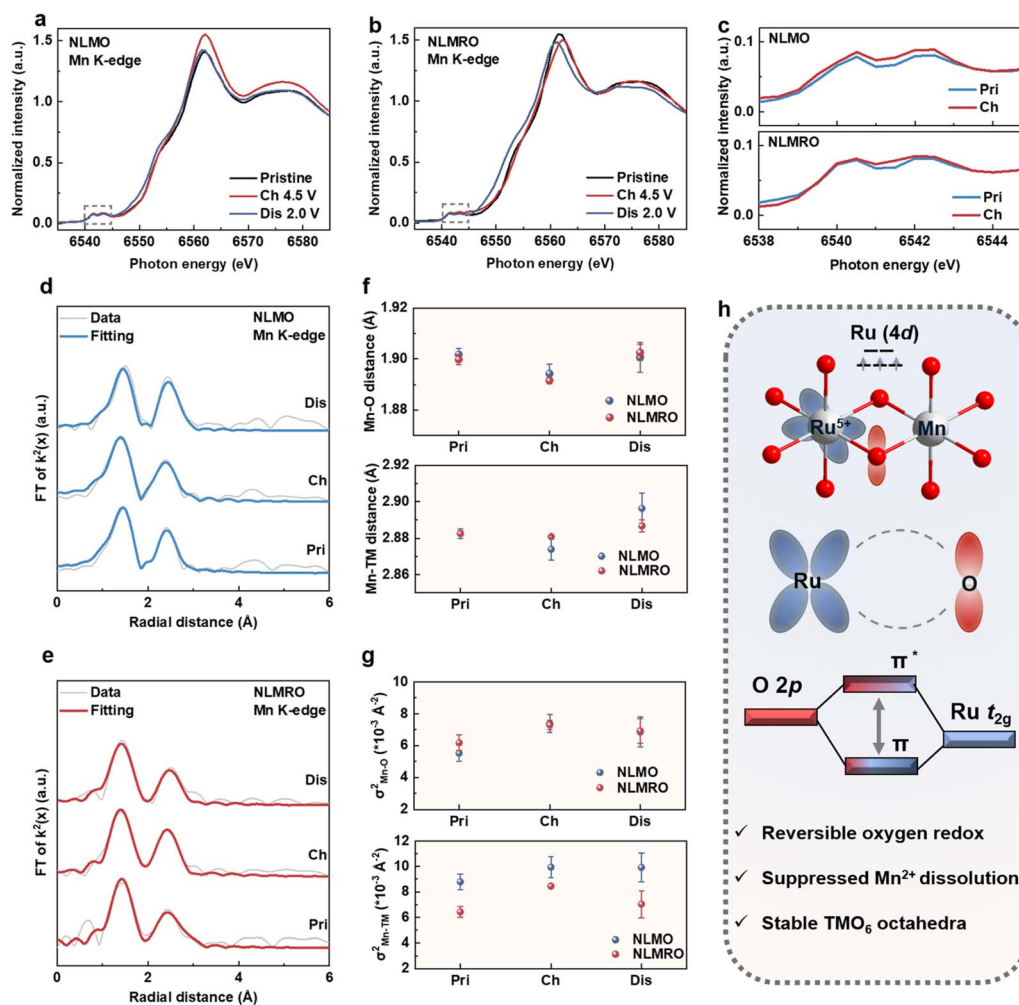 a
NLMO
Mn K-edge
Normalized intensity (a.u.)
1.5
1.0
0.5
0.0
Pristine
Ch 4.5 V
Dis 2.0 V
6540 6550 6560 6570 6580
Photon energy (eV)
b
NLMRO
Mn K-edge
Normalized intensity (a.u.)
1.5
1.0
0.5
0.0
Pristine
Ch 4.5 V
Dis 2.0 V
6540 6550 6560 6570 6580
Photon energy (eV)
c
NLMO
Normalized intensity (a.u.)
0.1
0.0
Pri
Ch
NLMRO
0.1
0.0
Pri
Ch
6538 6540 6542 6544
Photon energy (eV)
d
Data
Fitting
NLMO
Mn K-edge
FT of k²(x) (a.u.)
Dis
Ch
Pri
0 2 4 6
Radial distance (Å)
e
Data
Fitting
NLMRO
Mn K-edge
FT of k²(x) (a.u.)
Dis
Ch
Pri
0 2 4 6
Radial distance (Å)
f
Mn-O distance (Å)
1.92
1.90
1.88
NLMO
NLMRO
Pri Ch Dis
Mn-TM distance (Å)
2.92
2.90
2.88
2.86
NLMO
NLMRO
Pri Ch Dis
g
σ²Mn-O (*10⁻³ Å⁻²)
10
8
6
4
2
NLMO
NLMRO
Pri Ch Dis
σ²Mn-TM (*10⁻³ Å⁻²)
12
10
8
6
4
2
NLMO
NLMRO
Pri Ch Dis
h
Ru (4d)
Ru⁵⁺ Mn
Ru O
π*
O 2p
Ru t₂g
π
✓ Reversible oxygen redox
✓ Suppressed Mn²⁺ dissolution
✓ Stable TMO₆ octahedra